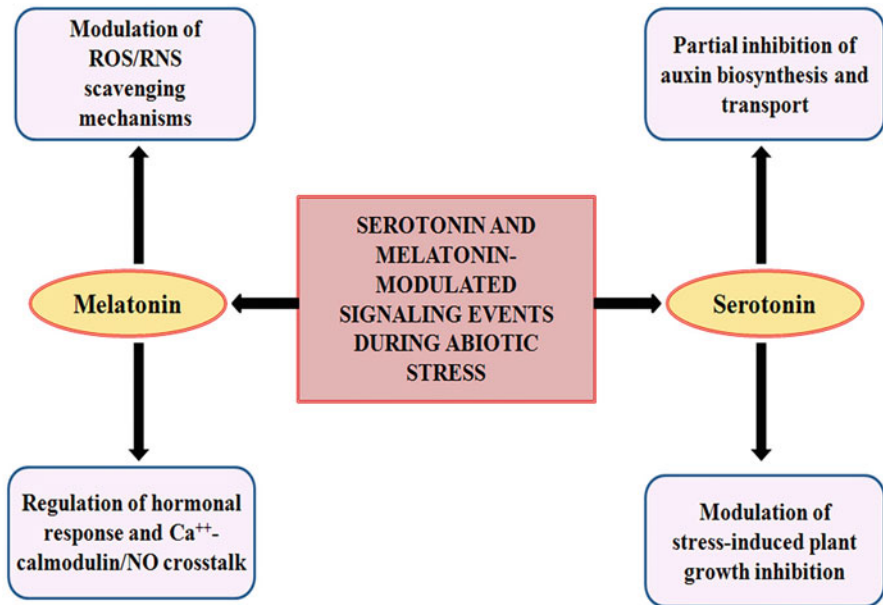 Modulation of
ROS/RNS
scavenging
mechanisms
Partial inhibition of
auxin biosynthesis and
transport
Melatonin
SEROTONIN AND
MELATONIN-
MODULATED
SIGNALING EVENTS
DURING ABIOTIC
STRESS
Serotonin
Regulation of hormonal
response and Ca⁺⁺-
calmodulin/NO crosstalk
Modulation of
stress-induced plant
growth inhibition